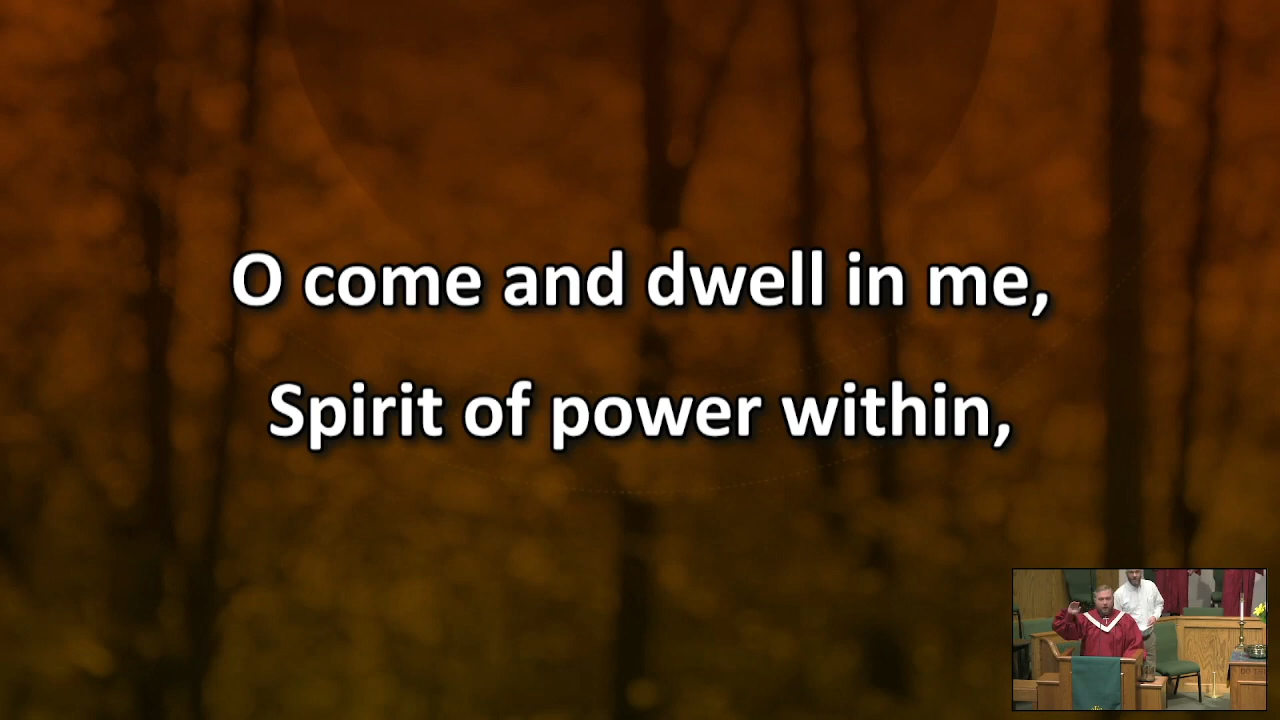 O come and dwell in me,
Spirit of power within,